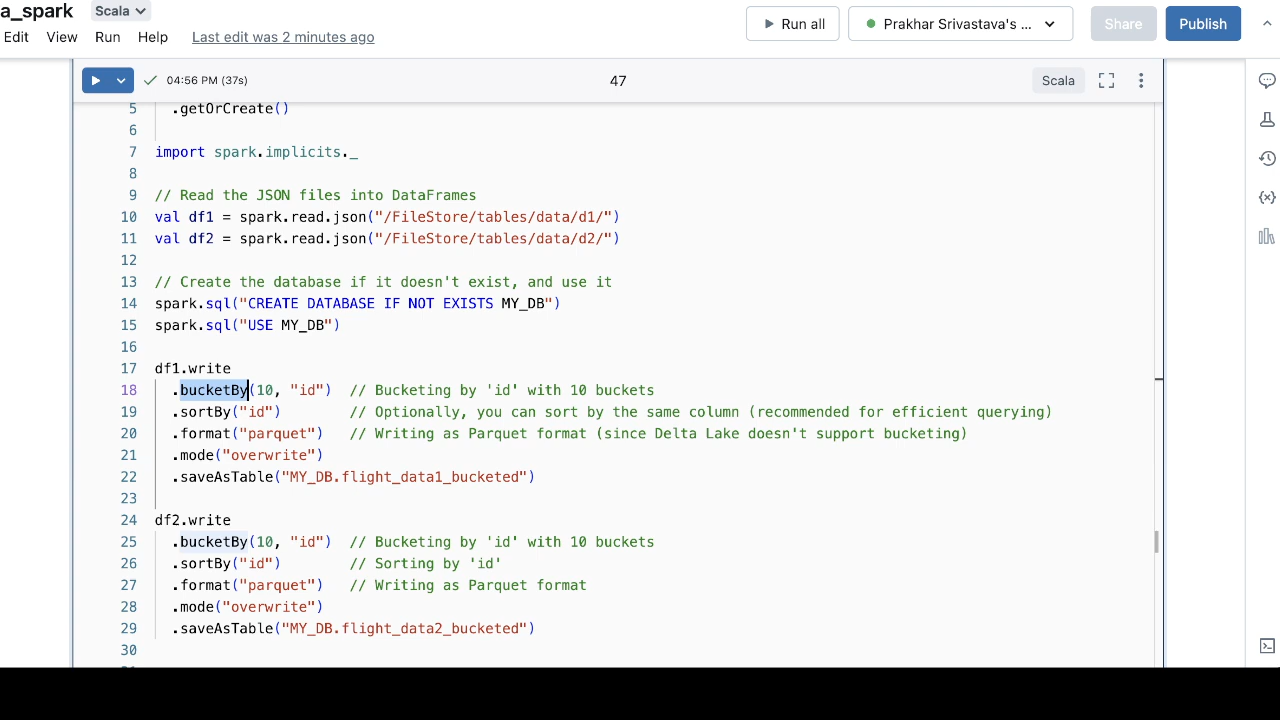 a_spark Scala
Edit View Run Help Last edit was 2 minutes ago
Run all
Prakhar Srivastava's ...
Share
Publish
04:56 PM (37s)
47
Scala
5 .getOrCreate()
6
7 import spark.implicits._
8
9 // Read the JSON files into DataFrames
10 val df1 = spark.read.json("/FileStore/tables/data/d1/")
11 val df2 = spark.read.json("/FileStore/tables/data/d2/")
12
13 // Create the database if it doesn't exist, and use it
14 spark.sql("CREATE DATABASE IF NOT EXISTS MY_DB")
15 spark.sql("USE MY_DB")
16
17 df1.write
18 .bucketBy(10, "id") // Bucketing by 'id' with 10 buckets
19 .sortBy("id") // Optionally, you can sort by the same column (recommended for efficient querying)
20 .format("parquet") // Writing as Parquet format (since Delta Lake doesn't support bucketing)
21 .mode("overwrite")
22 .saveAsTable("MY_DB.flight_data1_bucketed")
23
24 df2.write
25 .bucketBy(10, "id") // Bucketing by 'id' with 10 buckets
26 .sortBy("id") // Sorting by 'id'
27 .format("parquet") // Writing as Parquet format
28 .mode("overwrite")
29 .saveAsTable("MY_DB.flight_data2_bucketed")
30